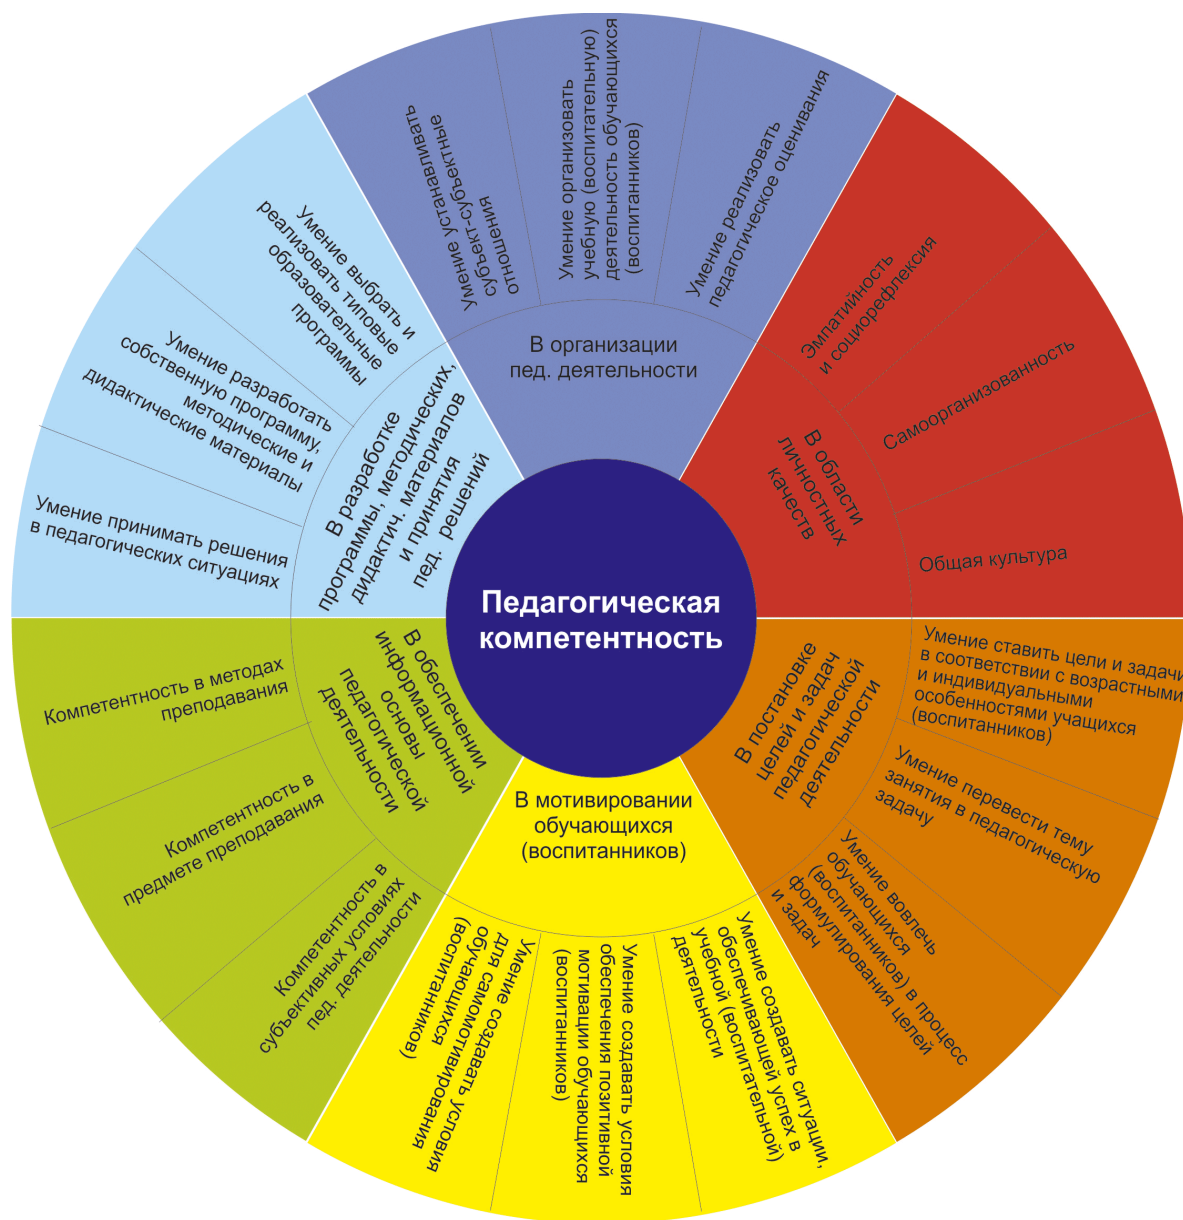 Педагогическая
компетентность
В организации
пед. деятельности
Умение устанавливать
субъект-субъектные
отношения
Умение организовать
учебную (воспитательную)
деятельность обучающихся
(воспитанников)
Умение реализовать
педагогическое оценивания
В области
личностных
качеств
Эмпатийность
и социорефлексия
Самоорганизованность
Общая культура
В постановке
целей и задач
педагогической
деятельности
Умение ставить цели и задачи
в соответствии с возрастными
и индивидуальными
особенностями учащихся
(воспитанников)
Умение перевести тему
занятия в педагогическую
задачу
Умение вовлечь
обучающихся
(воспитанников) в процесс
формулирования целей
и задач
В мотивировании
обучающихся
(воспитанников)
Умение создавать ситуации,
обеспечивающей успех в
учебной (воспитательной)
деятельности
Умение создавать условия
обеспечения позитивной
мотивации обучающихся
(воспитанников)
Умение создавать условия
для самомотивирования
обучающихся
(воспитанников)
В обеспечении
информационной
основы
педагогической
деятельности
Компетентность в
субъективных условиях
пед. деятельности
Компетентность в
предмете преподавания
Компетентность в методах
преподавания
В разработке
программы, методических,
дидактич. материалов
и принятия
пед. решений
Умение принимать решения
в педагогических ситуациях
Умение разработать
собственную программу,
методические и
дидактические материалы
Умение выбрать и
реализовать типовые
образовательные
программы